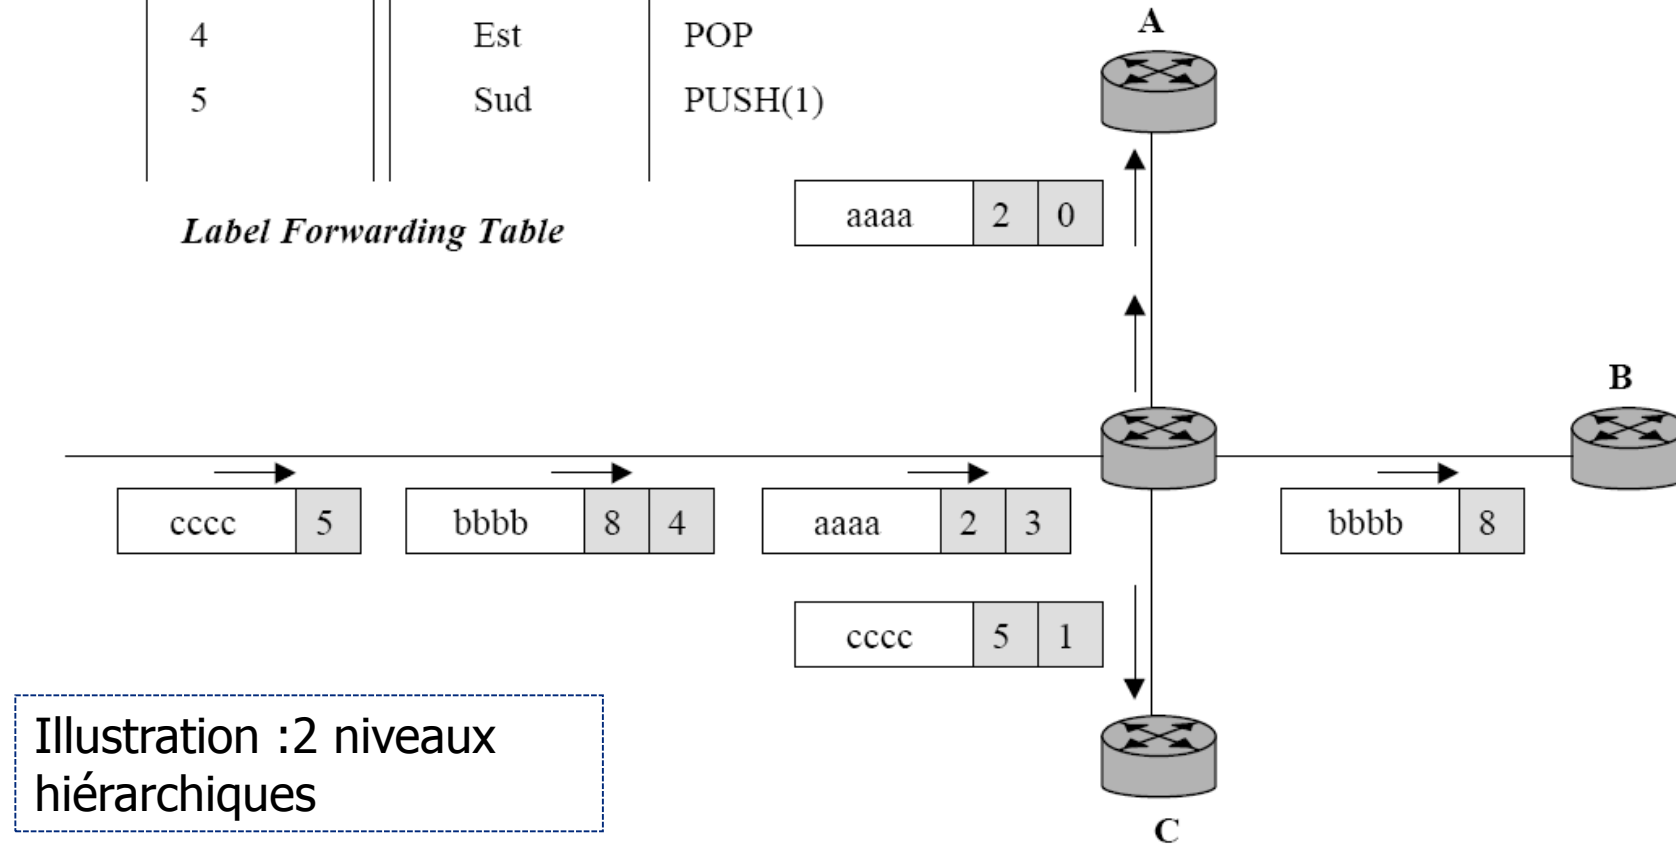 4 Est POP
5 Sud PUSH(1)
Label Forwarding Table
A
aaaa 2 0
B
cccc 5
bbbb 8 4
aaaa 2 3
bbbb 8
cccc 5 1
Illustration :2 niveaux
hiérarchiques
C